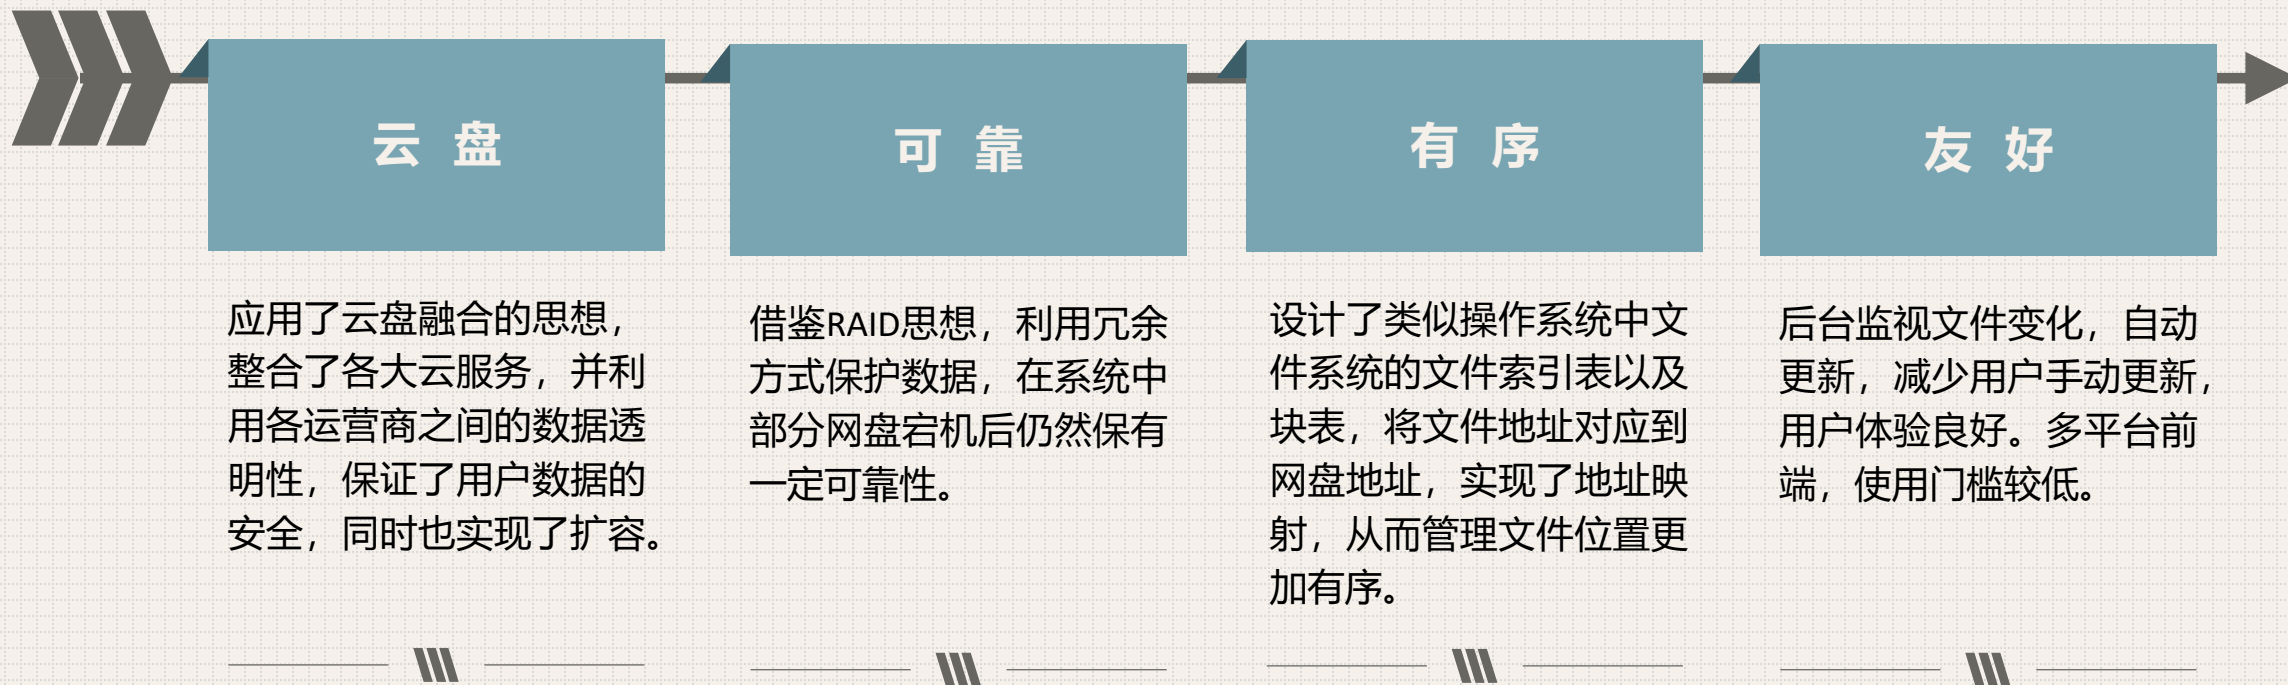 云 盘
应用了云盘融合的思想，
整合了各大云服务，并利
用各运营商之间的数据透
明性，保证了用户数据的
安全，同时也实现了扩容。
可 靠
借鉴RAID思想，利用冗余
方式保护数据，在系统中
部分网盘宕机后仍然保有
一定可靠性。
有 序
设计了类似操作系统中文
件系统的文件索引表以及
块表，将文件地址对应到
网盘地址，实现了地址映
射，从而管理文件位置更
加有序。
友 好
后台监视文件变化，自动
更新，减少用户手动更新，
用户体验良好。多平台前
端，使用门槛较低。